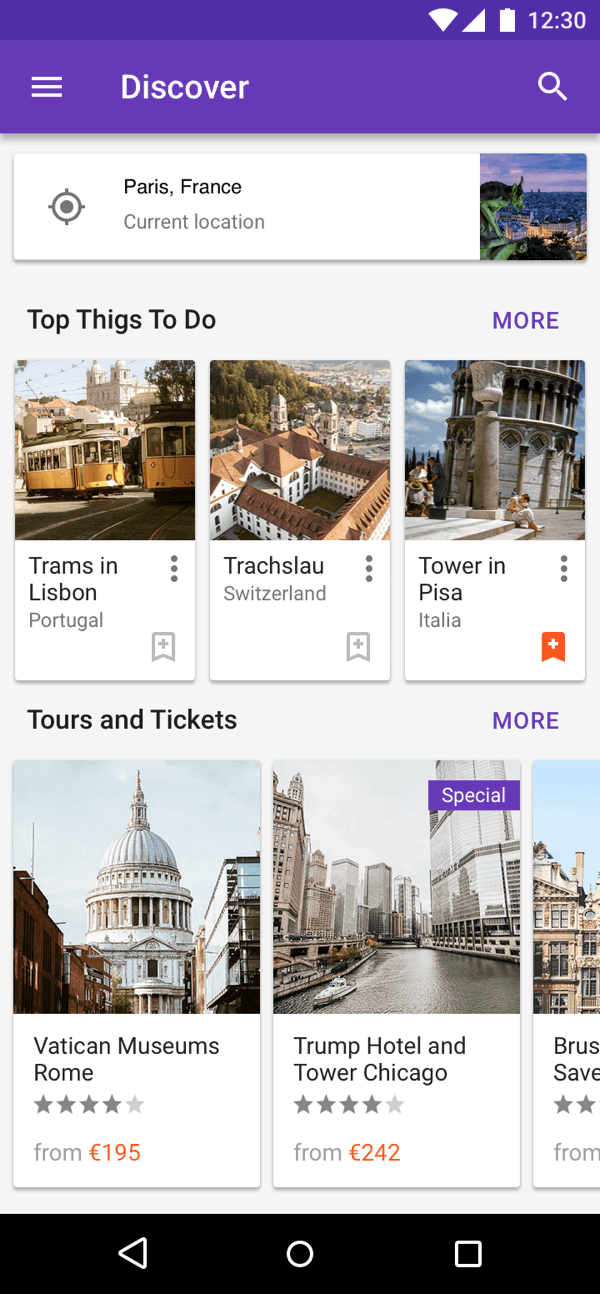 12:30
Discover
Paris, France
Current location
Top Thigs To Do
MORE
Trams in
Lisbon
Portugal
Trachslau
Switzerland
Tower in
Pisa
Italia
Tours and Tickets
MORE
Special
Vatican Museums
Rome
from €195
Trump Hotel and
Tower Chicago
from €242
Brus
Save
from